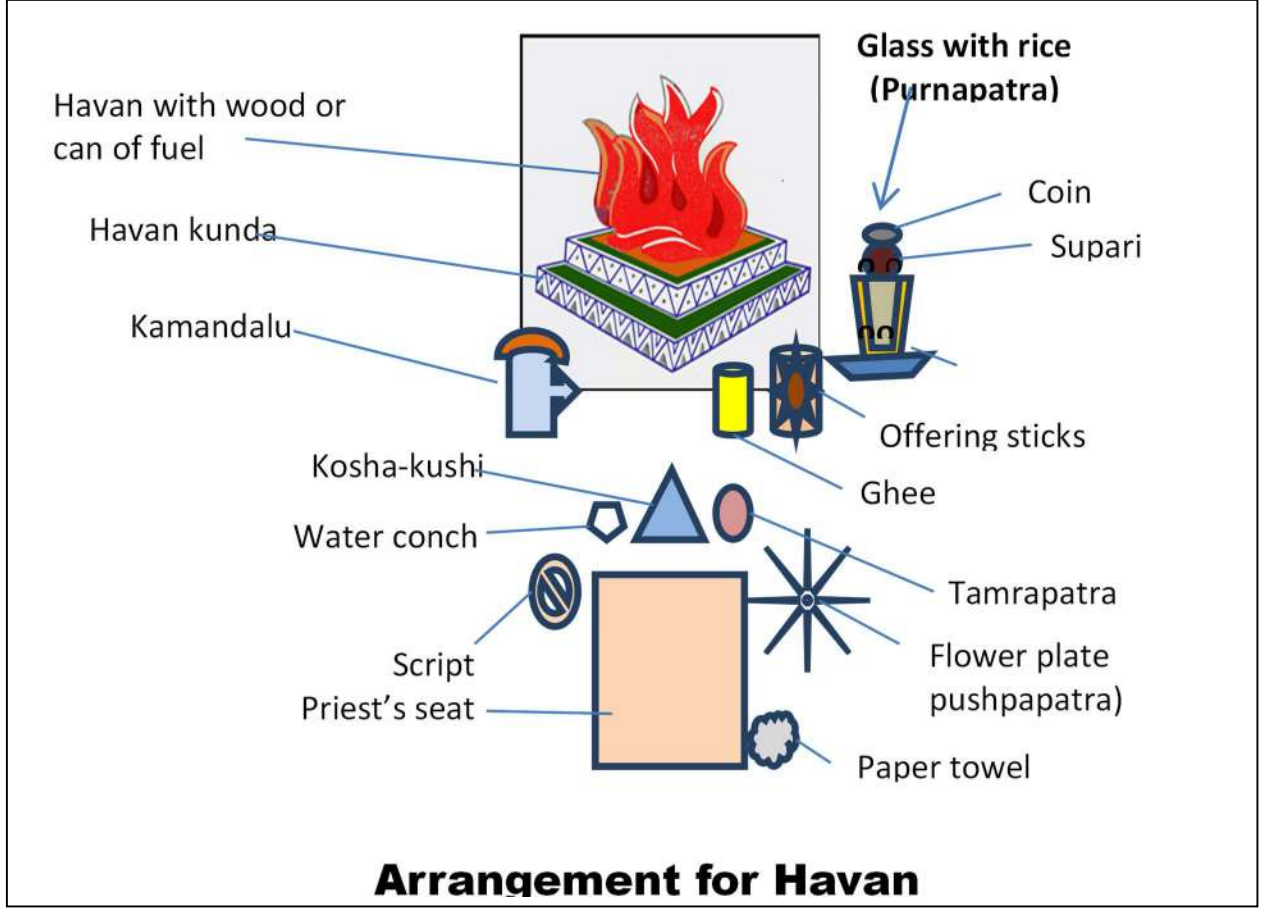 Glass with rice
(Purnapatra)
Havan with wood or
can of fuel
Coin
Havan kunda
Supari
Kamandalu
Offering sticks
Kosha-kushi
Ghee
Water conch
Tamrapatra
Script
Flower plate
pushpapatra)
Priest’s seat
Paper towel
Arrangement for Havan